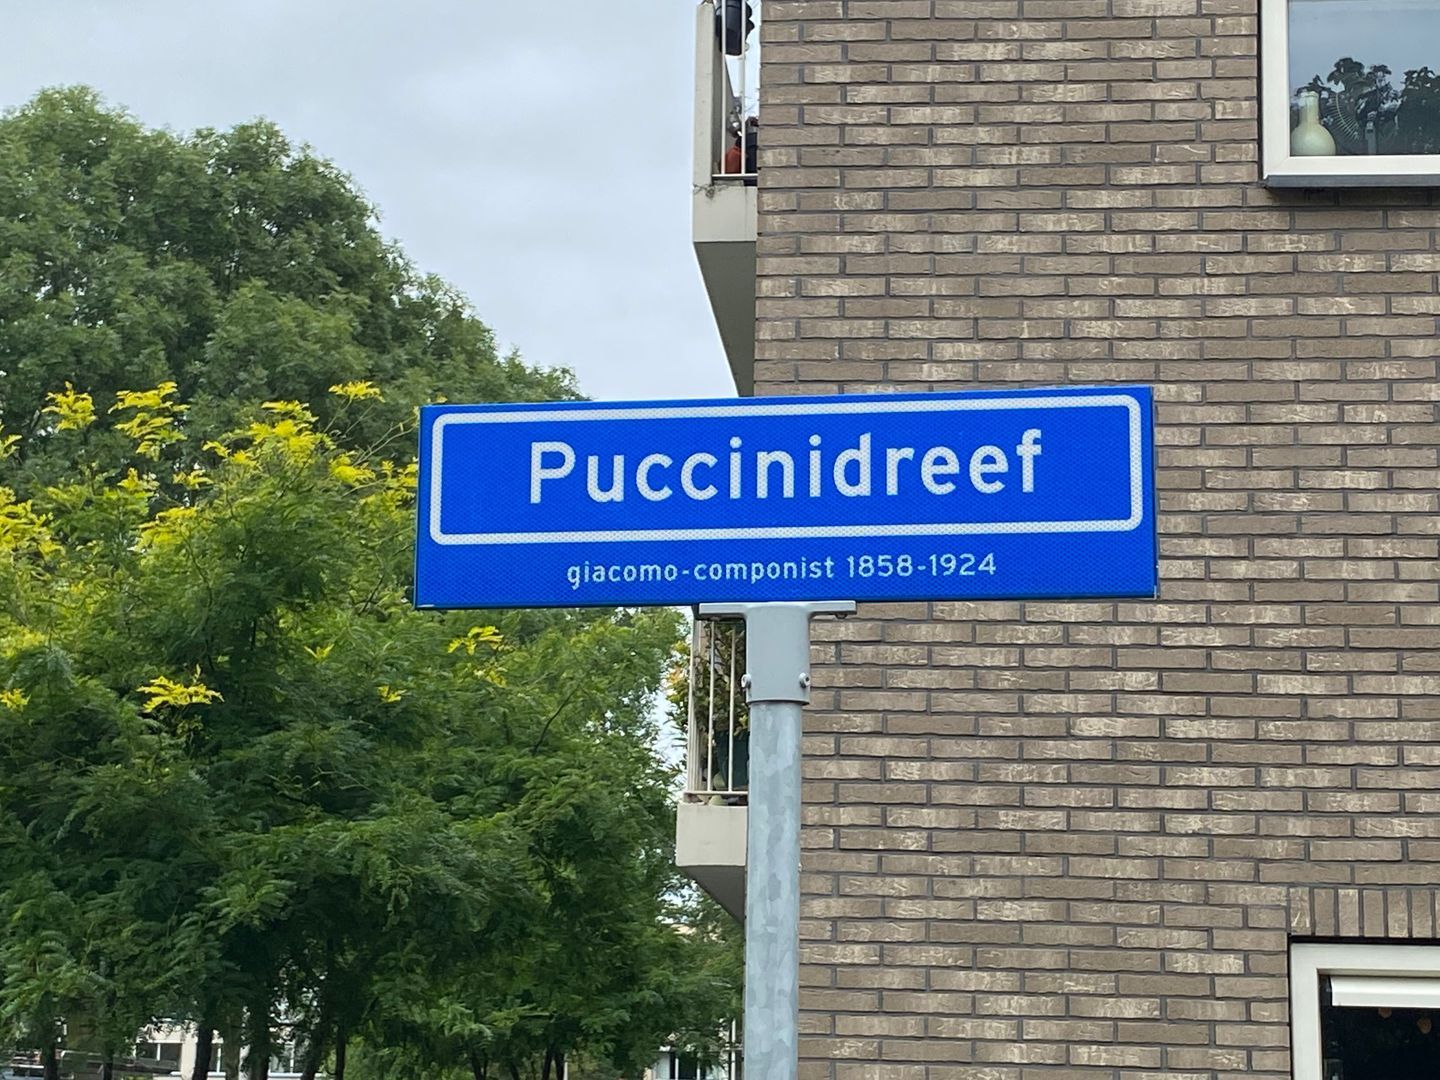 Puccinidreef
giacomo-componist 1858-1924